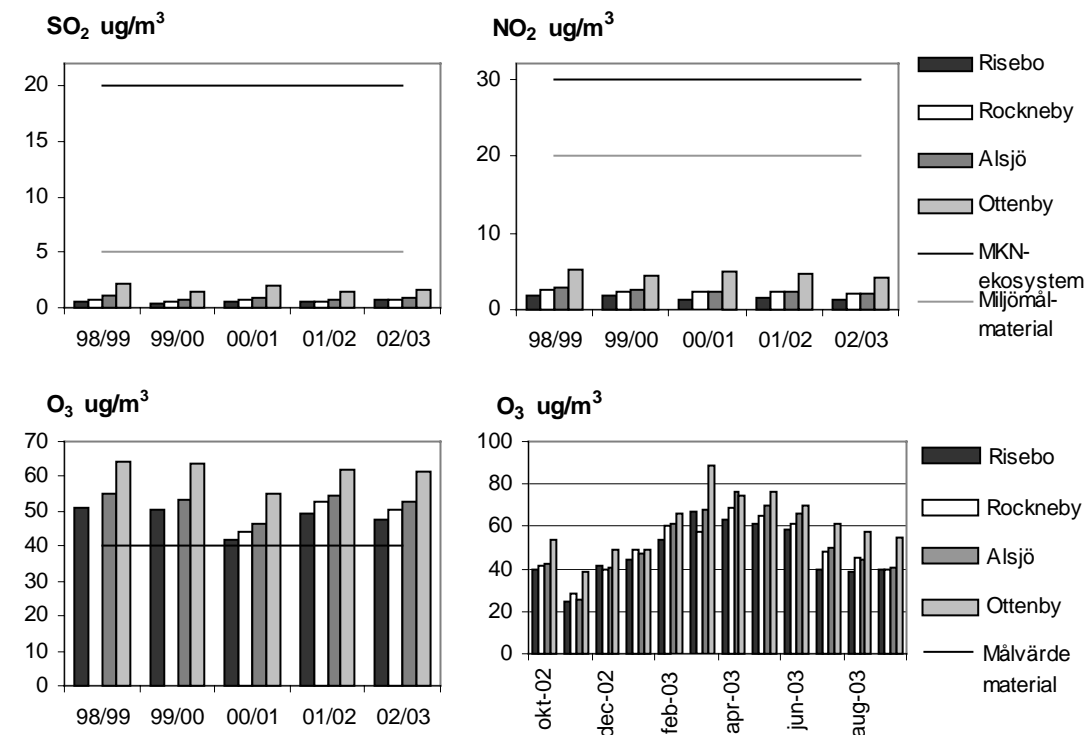 SO₂ ug/m³
20
15
10
5
0
98/99 99/00 00/01 01/02 02/03
NO₂ ug/m³
30
20
10
0
98/99 99/00 00/01 01/02 02/03
Risebo
Rockneby
Alsjö
Ottenby
MKN-
ekosystem
Miljömål-
material
O₃ ug/m³
70
60
50
40
30
20
10
0
98/99 99/00 00/01 01/02 02/03
O₃ ug/m³
100
80
60
40
20
0
okt-02 dec-02 feb-03 apr-03 jun-03 aug-03
Risebo
Rockneby
Alsjö
Ottenby
Målvärde
material